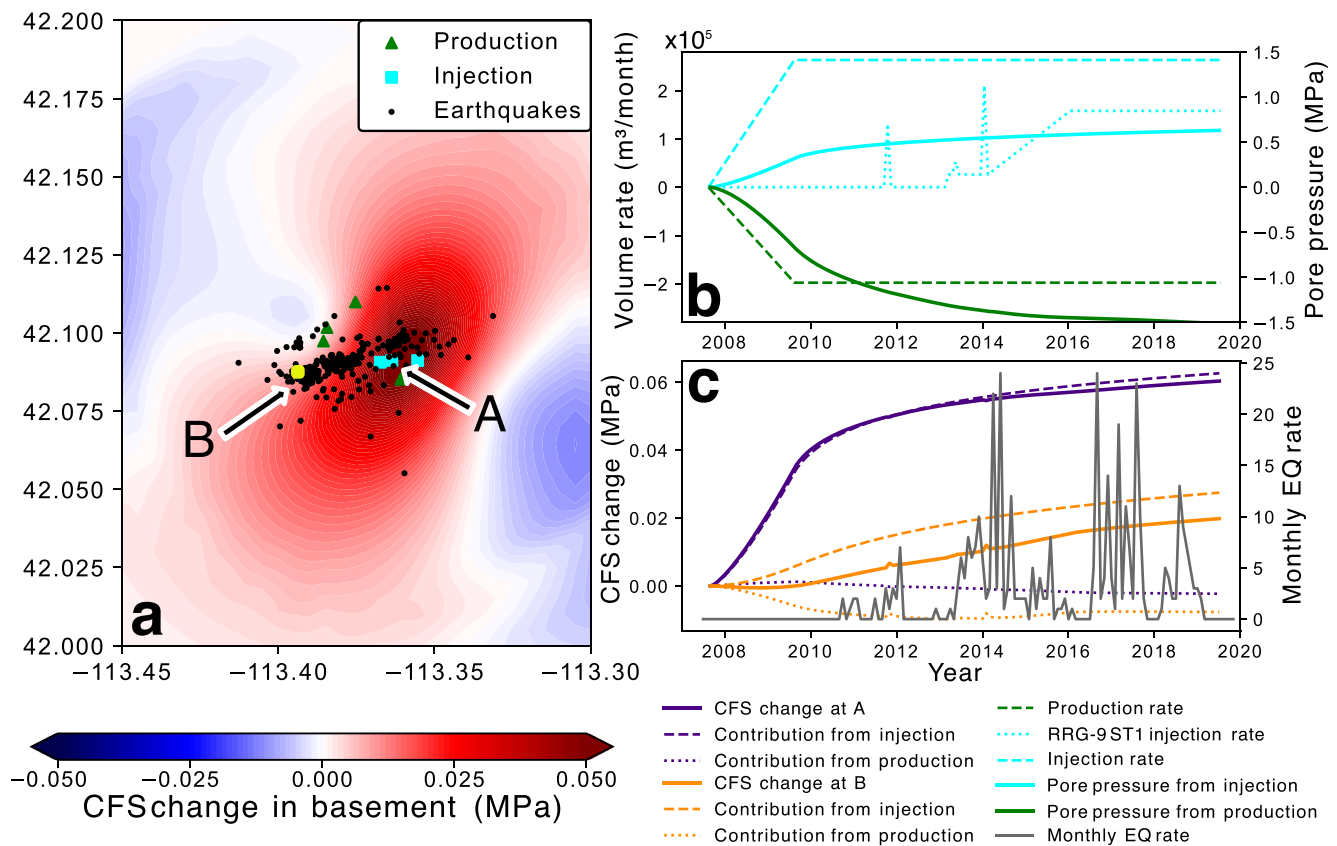 42.200
42.175
42.150
42.125
42.100
42.075
42.050
42.025
42.000
−113.45
−113.40
−113.35
−113.30
Production
Injection
Earthquakes
A
B
a
−0.050
−0.025
0.000
0.025
0.050
CFS change in basement (MPa)
x10⁵
Volume rate (m³/month)
2
1
0
−1
−2
1.5
1.0
0.5
0.0
−0.5
−1.0
−1.5
Pore pressure (MPa)
b
2008
2010
2012
2014
2016
2018
2020
c
CFS change (MPa)
0.06
0.04
0.02
0.00
25
20
15
10
5
0
Monthly EQ rate
2008
2010
2012
2014
2016
2018
2020
Year
CFS change at A
Contribution from injection
Contribution from production
CFS change at B
Contribution from injection
Contribution from production
Production rate
RRG-9 ST1 injection rate
Injection rate
Pore pressure from injection
Pore pressure from production
Monthly EQ rate